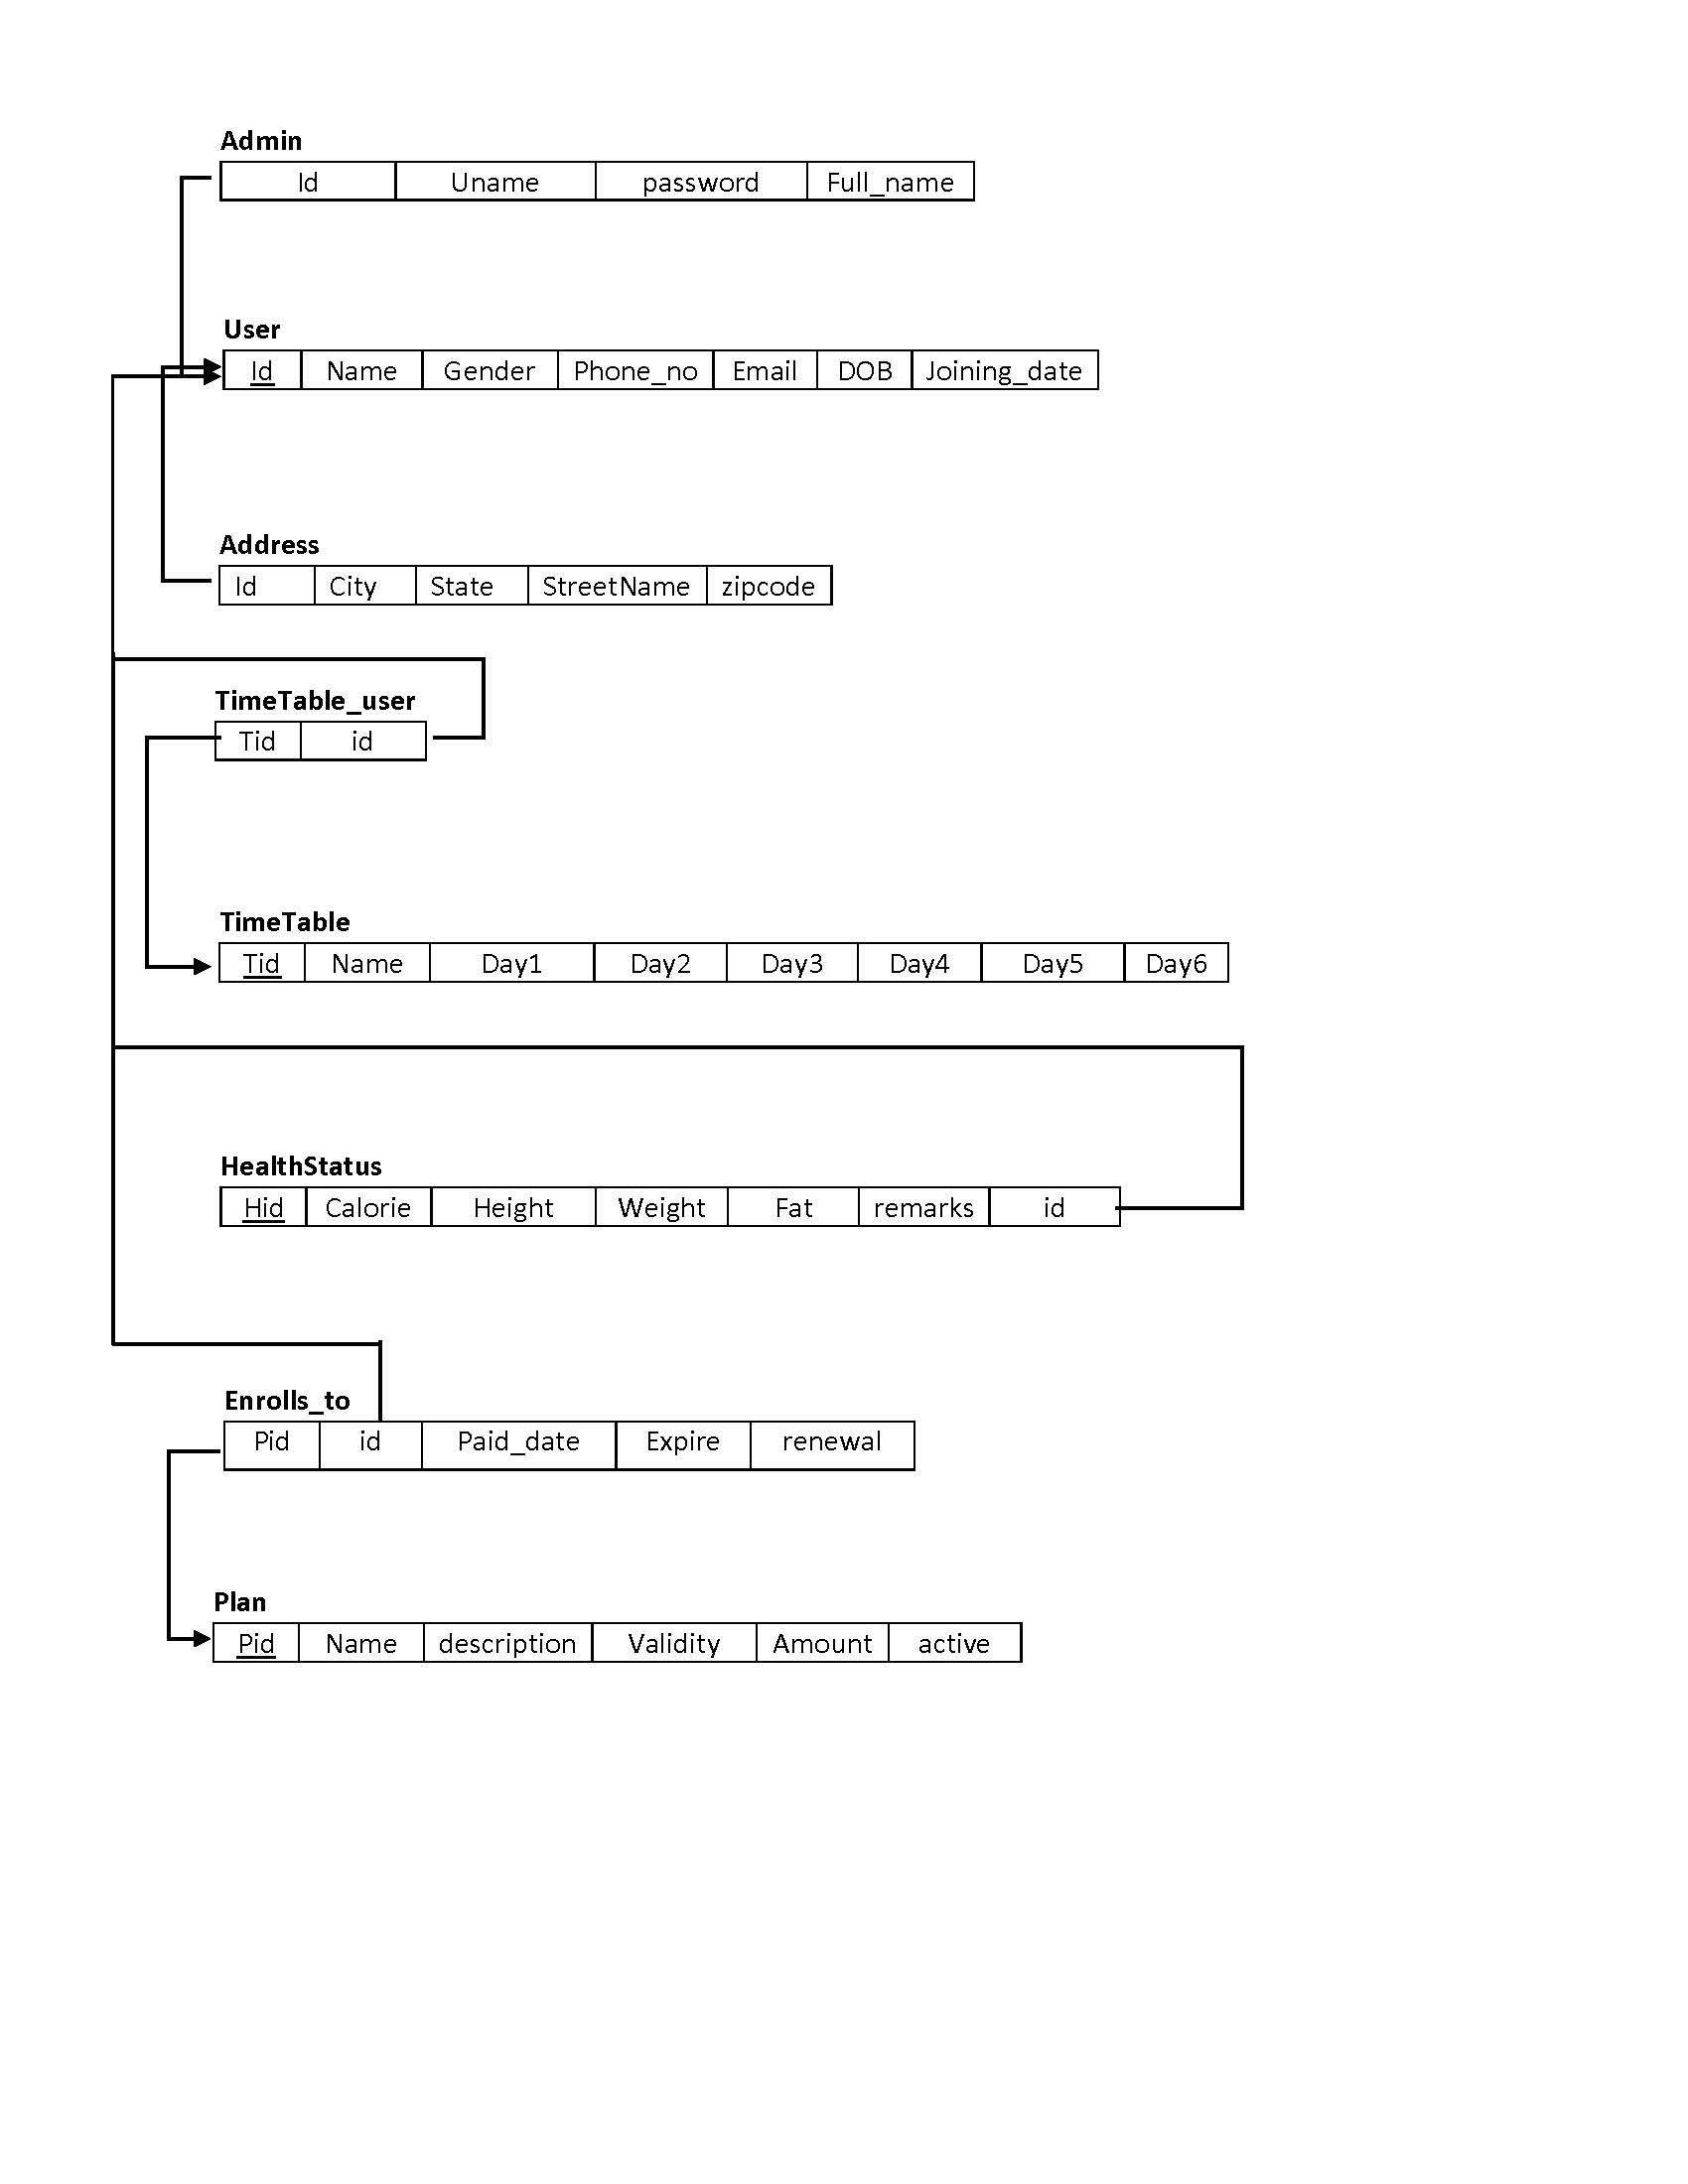 Admin
Id Uname password Full_name
User
Id Name Gender Phone_no Email DOB Joining_date
Address
Id City State StreetName zipcode
TimeTable_user
Tid id
TimeTable
Tid Name Day1 Day2 Day3 Day4 Day5 Day6
HealthStatus
Hid Calorie Height Weight Fat remarks id
Enrolls_to
Pid id Paid_date Expire renewal
Plan
Pid Name description Validity Amount active